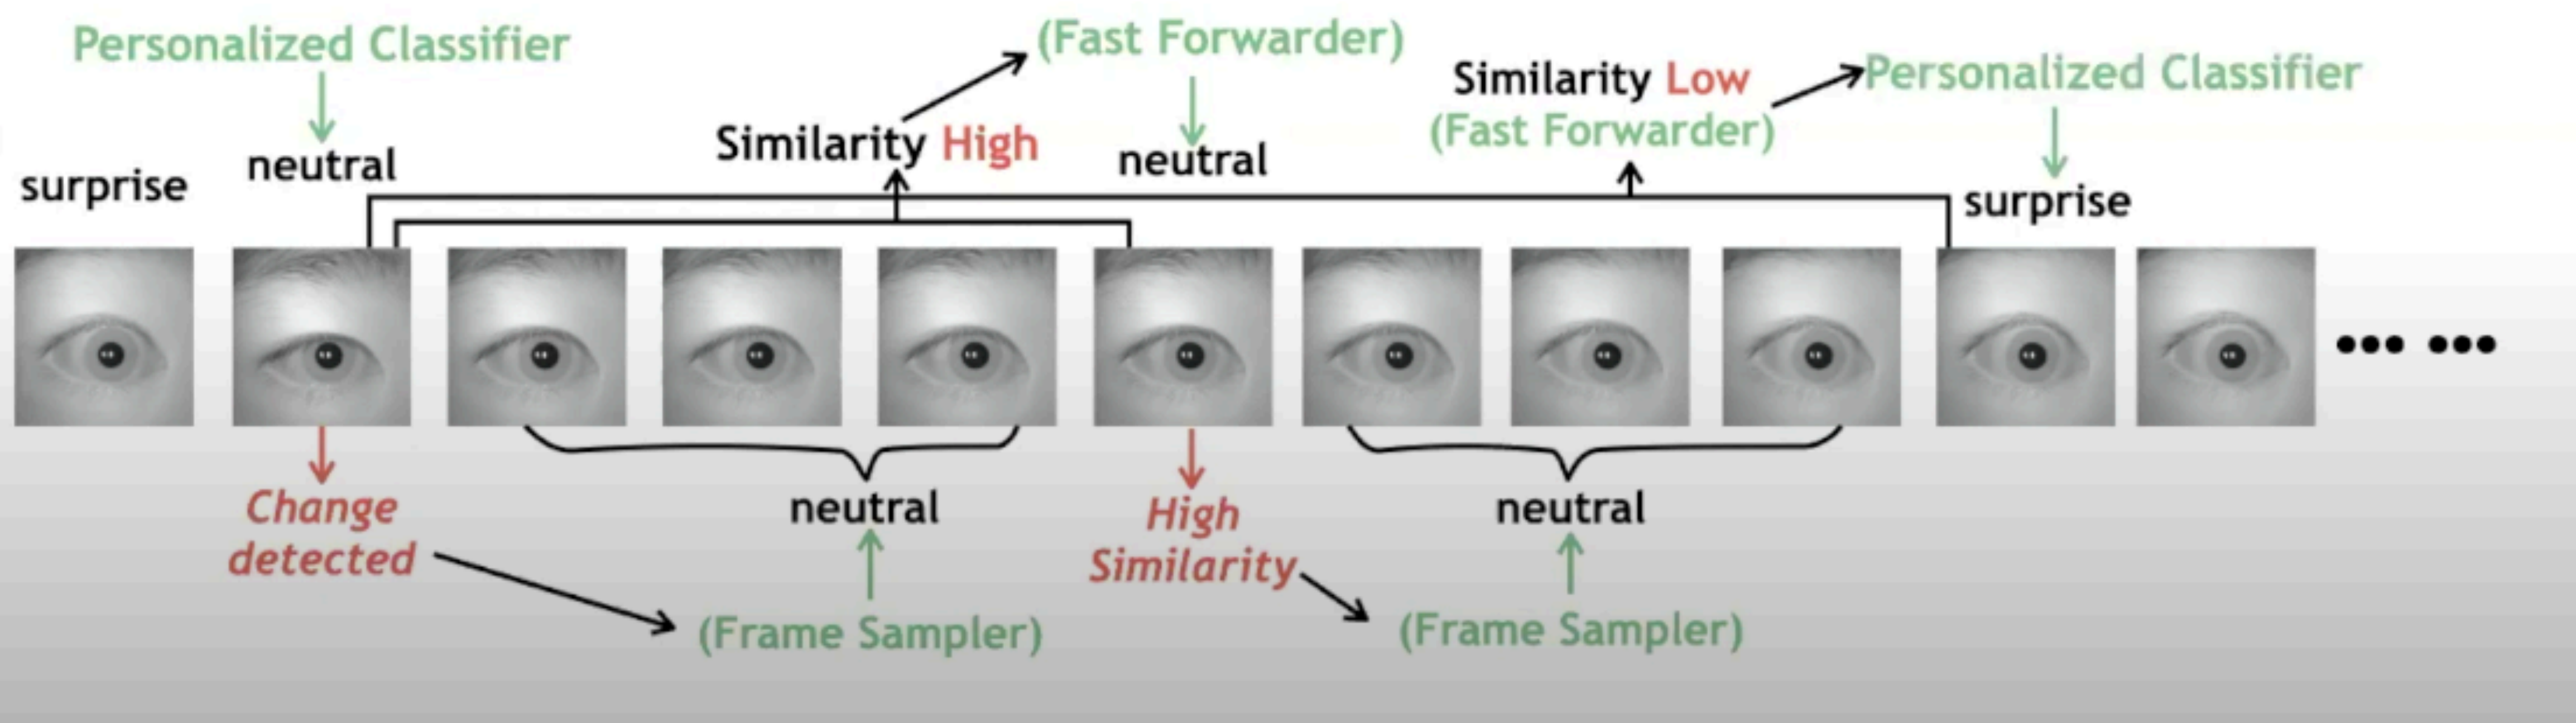 Personalized Classifier
(Fast Forwarder)
Similarity Low
(Fast Forwarder)
Personalized Classifier
surprise
neutral
Similarity High
neutral
surprise
Change
detected
neutral
(Frame Sampler)
High
Similarity
neutral
(Frame Sampler)